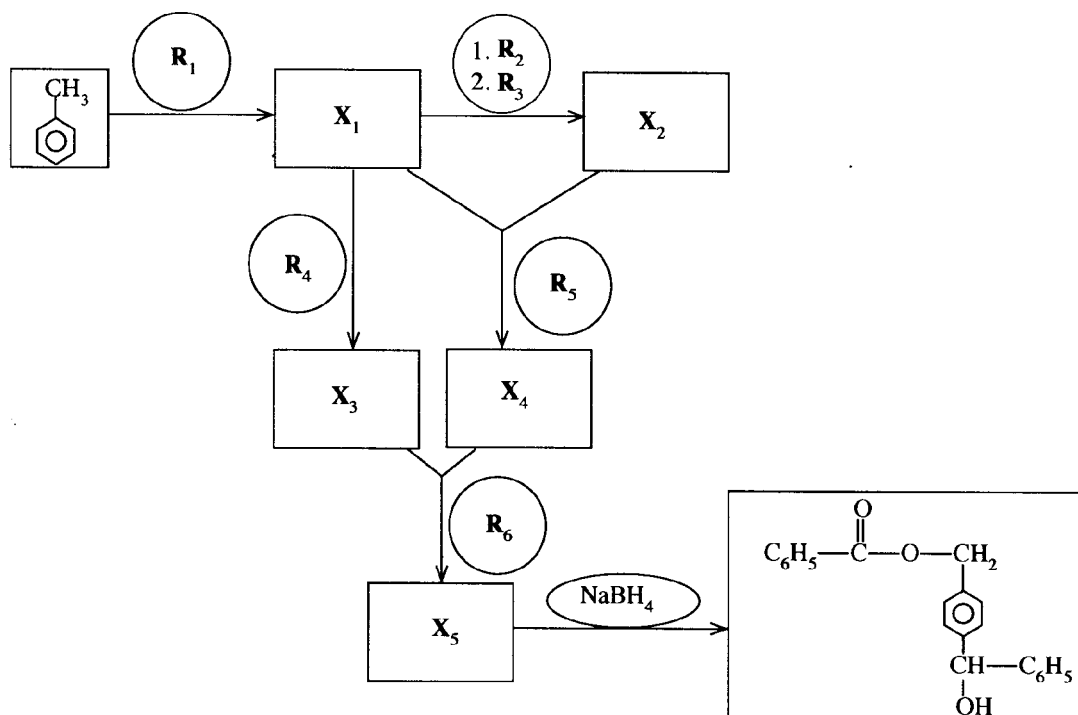 CH₃
R₁
X₁
1. R₂
2. R₃
X₂
R₄
R₅
X₃
X₄
R₆
X₅
NaBH₄
O
C₆H₅—C—O—CH₂
CH—C₆H₅
OH